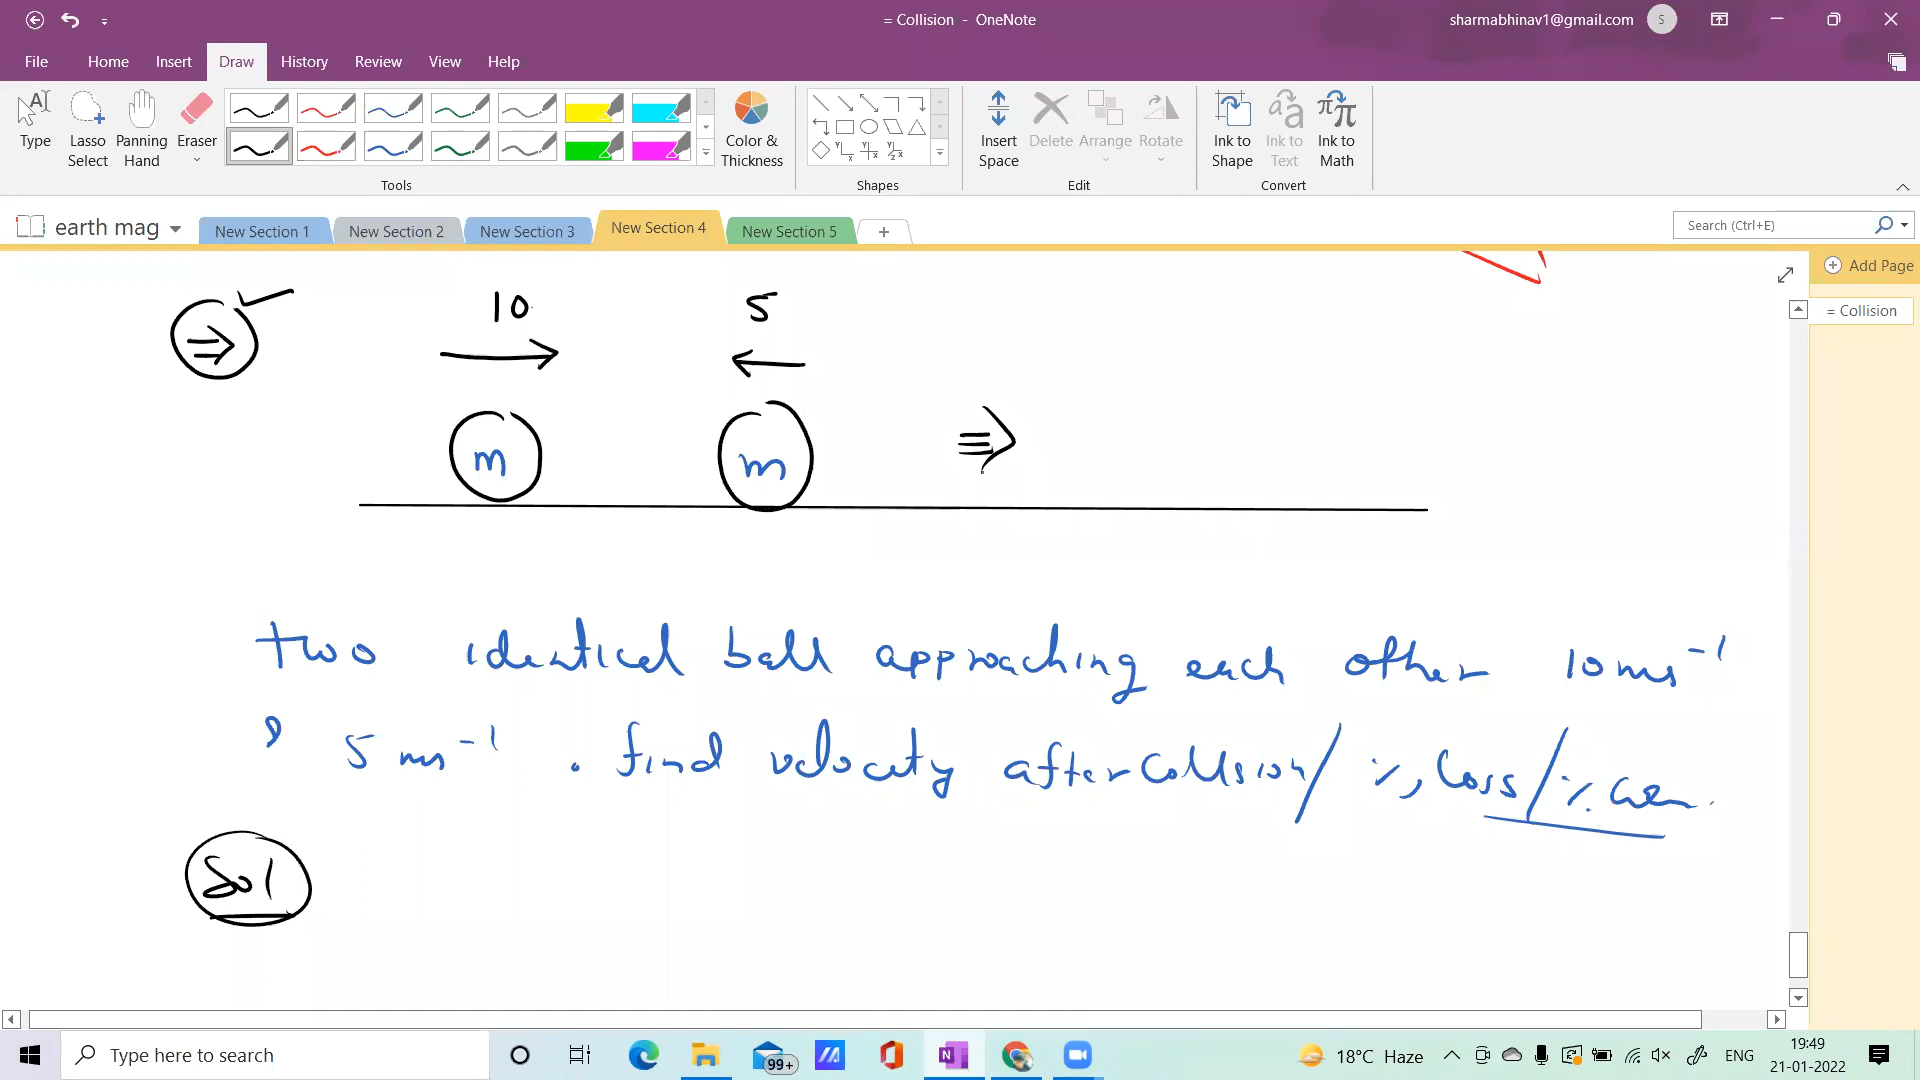 = Collision - OneNote
sharmabhinav1@gmail.com S
File Home Insert Draw History Review View Help
Type Lasso Select Panning Hand Eraser Color & Thickness Insert Space Delete Arrange Rotate Ink to Shape Ink to Text Ink to Math
Tools Shapes Edit Convert
earth mag New Section 1 New Section 2 New Section 3 New Section 4 New Section 5 + Search (Ctrl+E)
Add Page
= Collision
⇒ 10 5
m m ⇒
two identical ball approaching each other 10 ms⁻¹
, 5 ms⁻¹ . find velocity after collision / % loss / %
Sol
Type here to search 99+ 18°C Haze ENG 19:49
21-01-2022